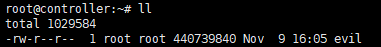 root@controller:~# ll
total 1029584
-rw-r--r--  1 root root 440739840 Nov  9 16:05 evil